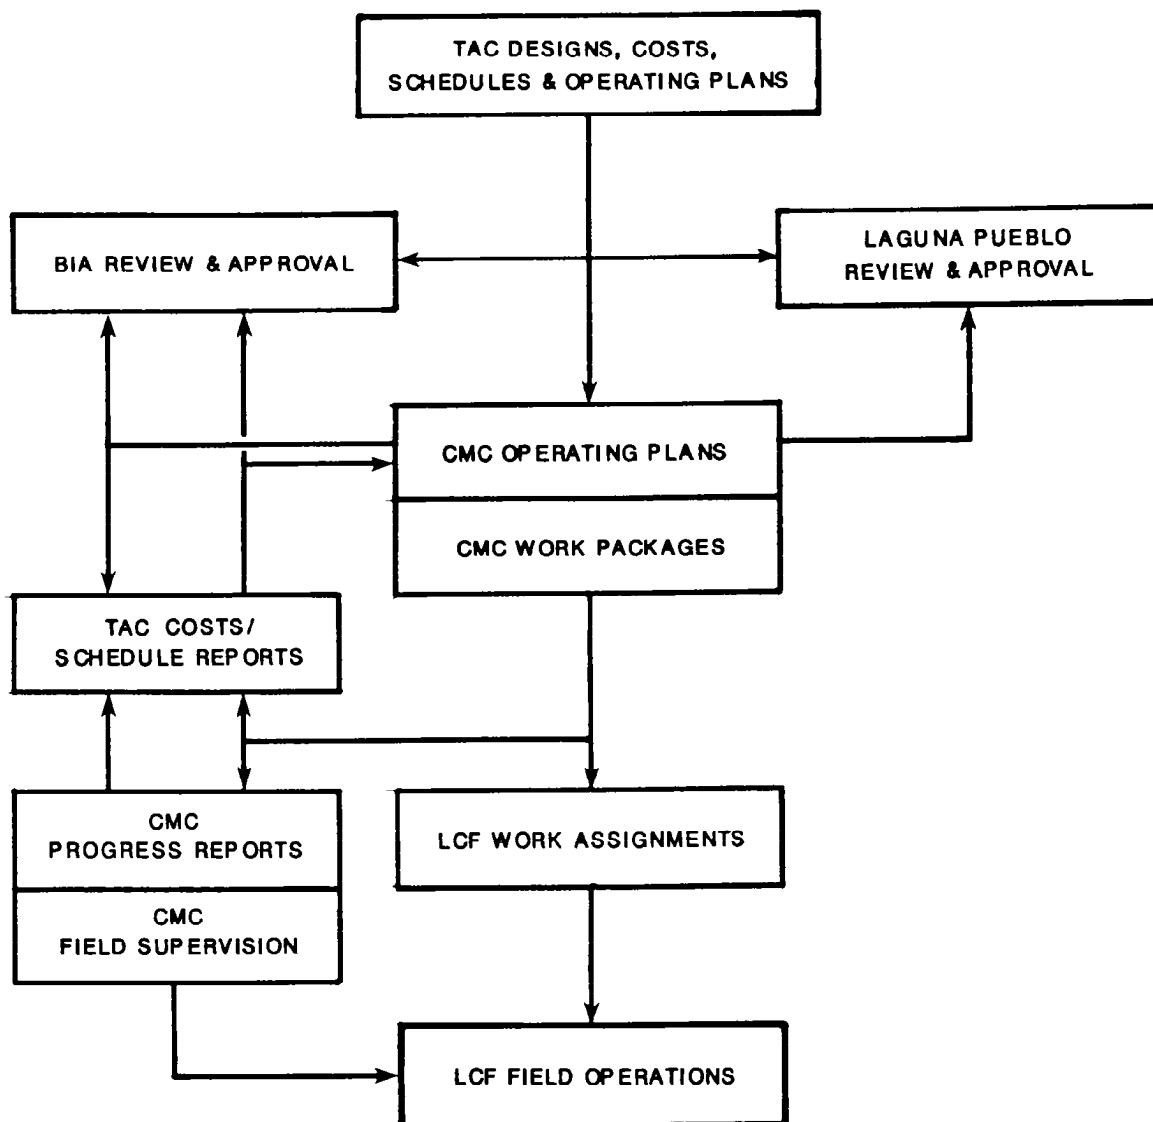 TAC DESIGNS, COSTS,
SCHEDULES & OPERATING PLANS
BIA REVIEW & APPROVAL
LAGUNA PUEBLO
REVIEW & APPROVAL
CMC OPERATING PLANS
CMC WORK PACKAGES
TAC COSTS/
SCHEDULE REPORTS
CMC
PROGRESS REPORTS
LCF WORK ASSIGNMENTS
CMC
FIELD SUPERVISION
LCF FIELD OPERATIONS